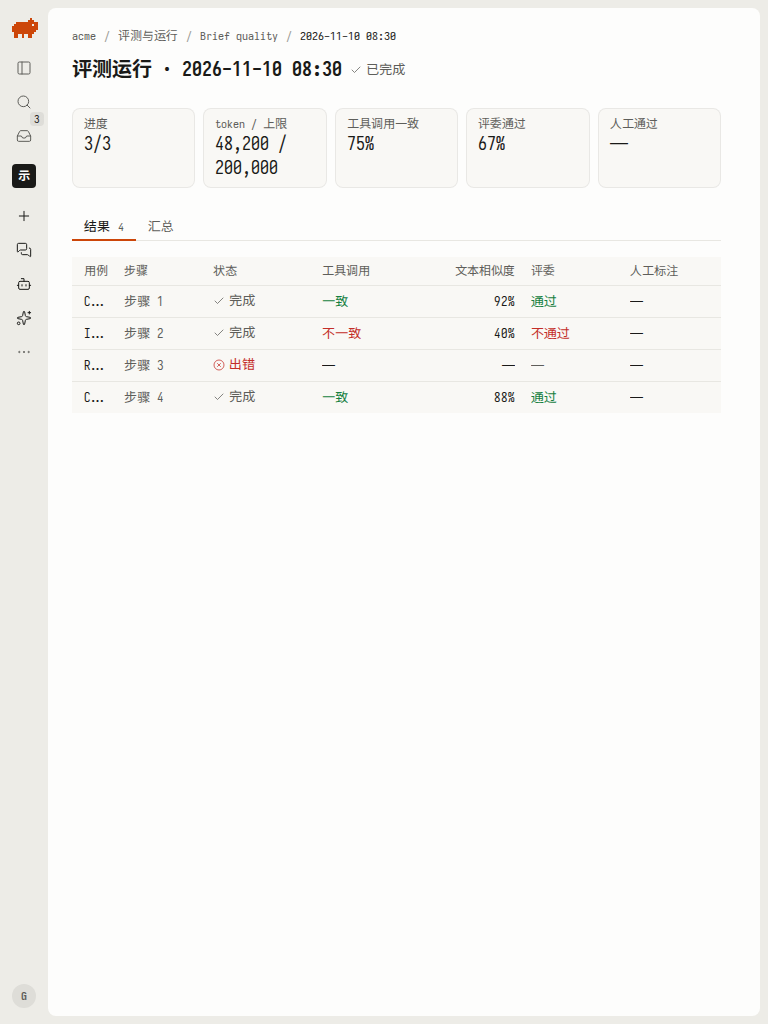 acme / 评测与运行 / Brief quality / 2026-11-10 08:30
评测运行 · 2026-11-10 08:30 已完成
3
示
进度
3/3
token / 上限
48,200 /
200,000
工具调用一致
75%
评委通过
67%
人工通过
—
结果 4 汇总
用例 步骤 状态 工具调用 文本相似度 评委 人工标注
C... 步骤 1 完成 一致 92% 通过 —
I... 步骤 2 完成 不一致 40% 不通过 —
R... 步骤 3 出错 — — — —
C... 步骤 4 完成 一致 88% 通过 —
G